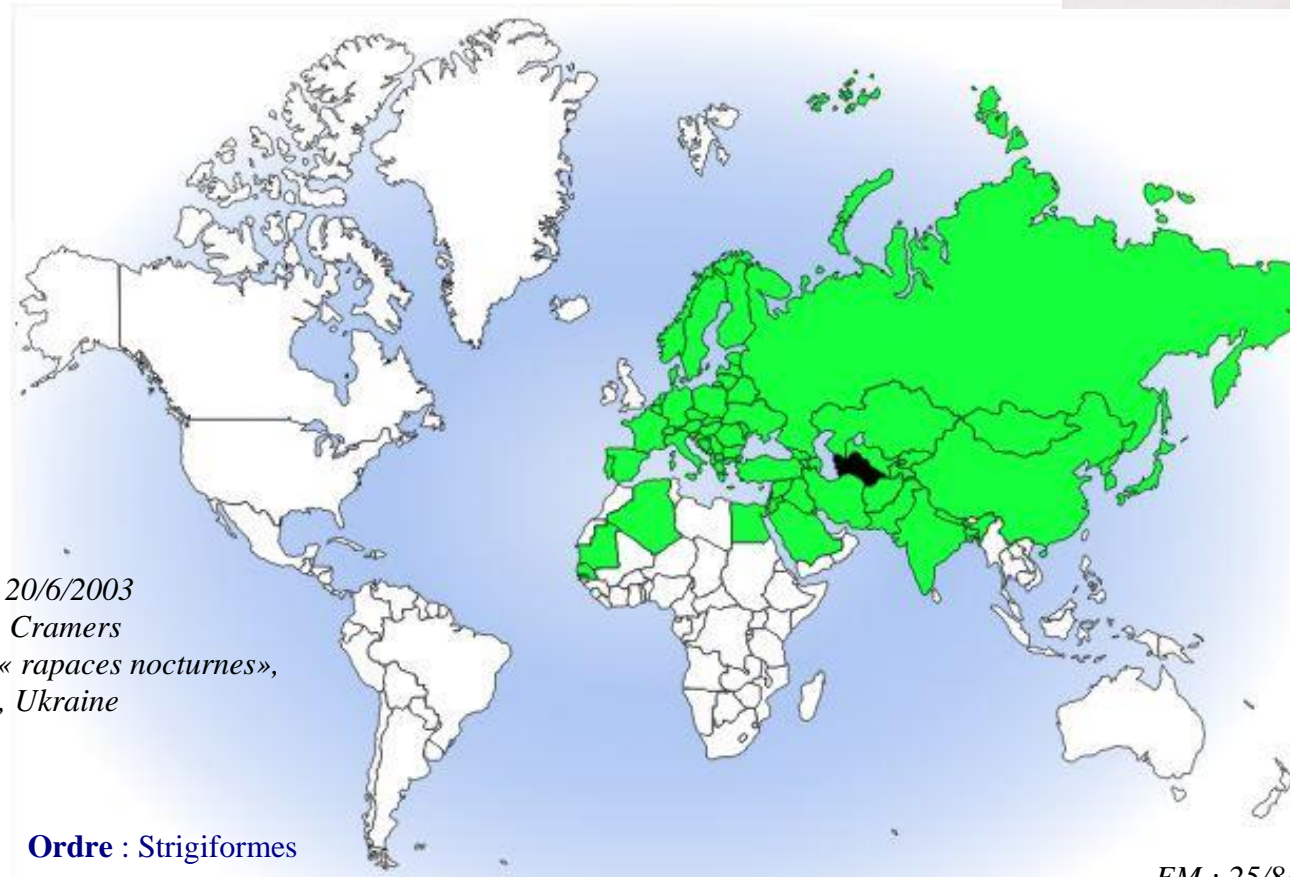 20/6/2003
Cramers
« rapaces nocturnes»,
, Ukraine
Ordre : Strigiformes